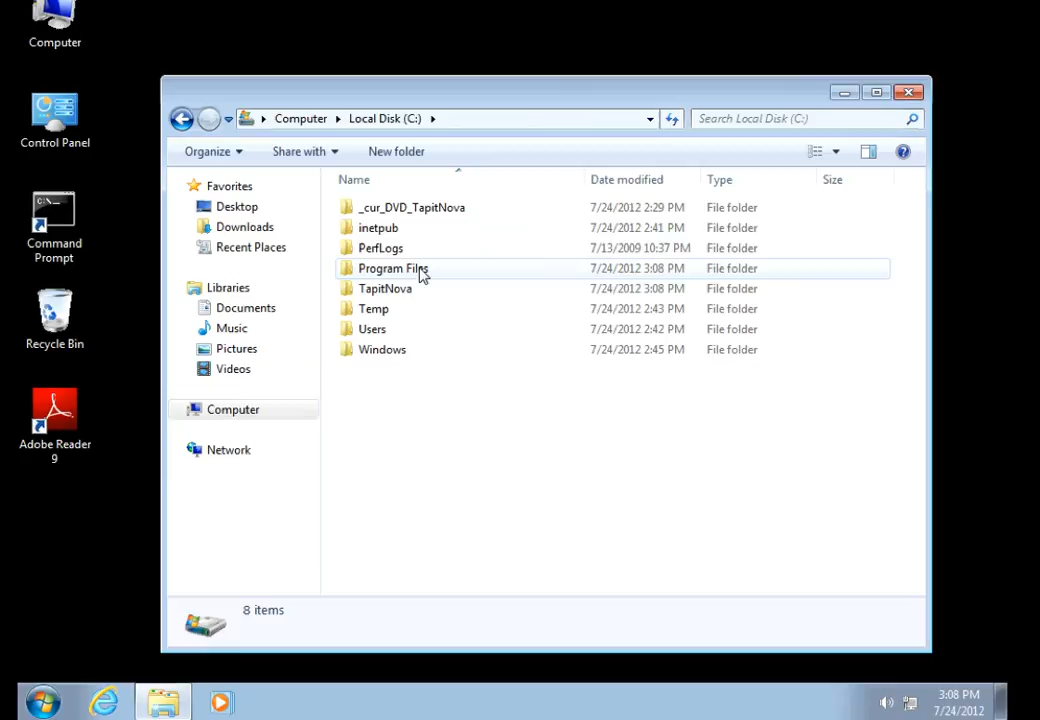 Computer
Control Panel
Command
Prompt
Recycle Bin
Adobe Reader
9
Computer
Local Disk (C:)
Search Local Disk (C:)
Organize
Share with
New folder
Favorites
Desktop
Downloads
Recent Places
Libraries
Documents
Music
Pictures
Videos
Computer
Network
Name Date modified Type Size
_cur_DVD_TapitNova 7/24/2012 2:29 PM File folder
inetpub 7/24/2012 2:41 PM File folder
PerfLogs 7/13/2009 10:37 PM File folder
Program Files 7/24/2012 3:08 PM File folder
TapitNova 7/24/2012 3:08 PM File folder
Temp 7/24/2012 2:43 PM File folder
Users 7/24/2012 2:42 PM File folder
Windows 7/24/2012 2:45 PM File folder
8 items
3:08 PM
7/24/2012